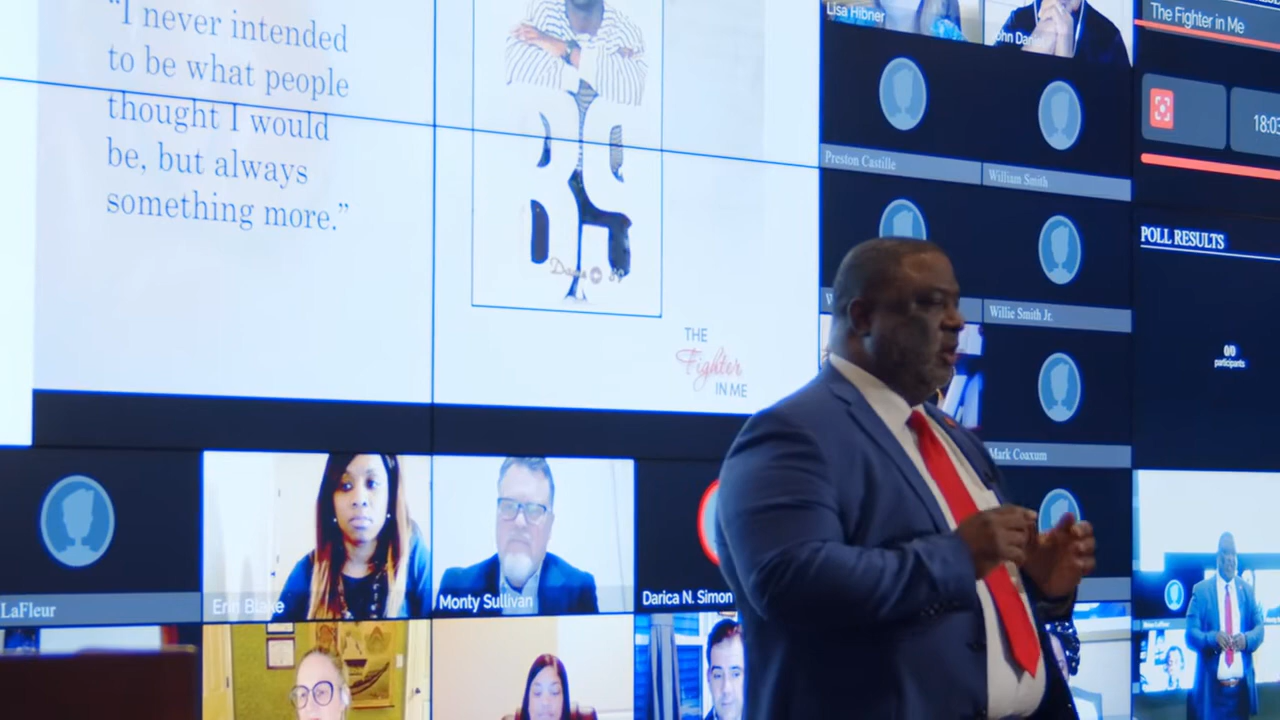 “I never intended
to be what people
thought I would
be, but always
something more.”
THE
Fighter
IN ME
Lisa Hibner
The Fighter in Me
18:03
Preston Castille
William Smith
POLL RESULTS
Willie Smith Jr.
0/0
participants
Mark Coaxum
LaFleur
Erin Blake
Monty Sullivan
Darica N. Simon